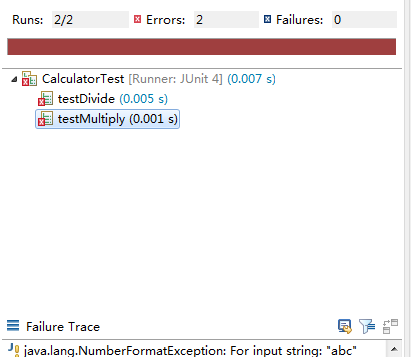 Runs: 2/2 Errors: 2 Failures: 0
CalculatorTest [Runner: JUnit 4] (0.007 s)
testDivide (0.005 s)
testMultiply (0.001 s)
Failure Trace
java.lang.NumberFormatException: For input string: "abc"